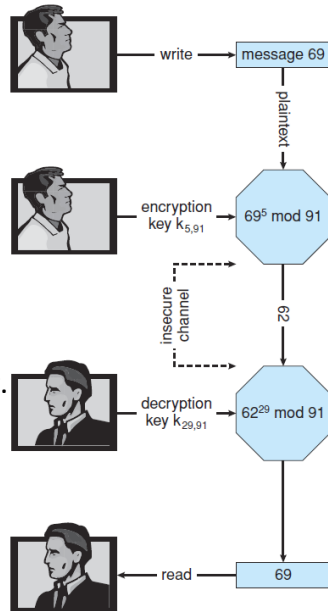 write
message 69
plaintext
encryption
key k5,91
69⁵ mod 91
insecure
channel
62
decryption
key k29,91
62²⁹ mod 91
read
69